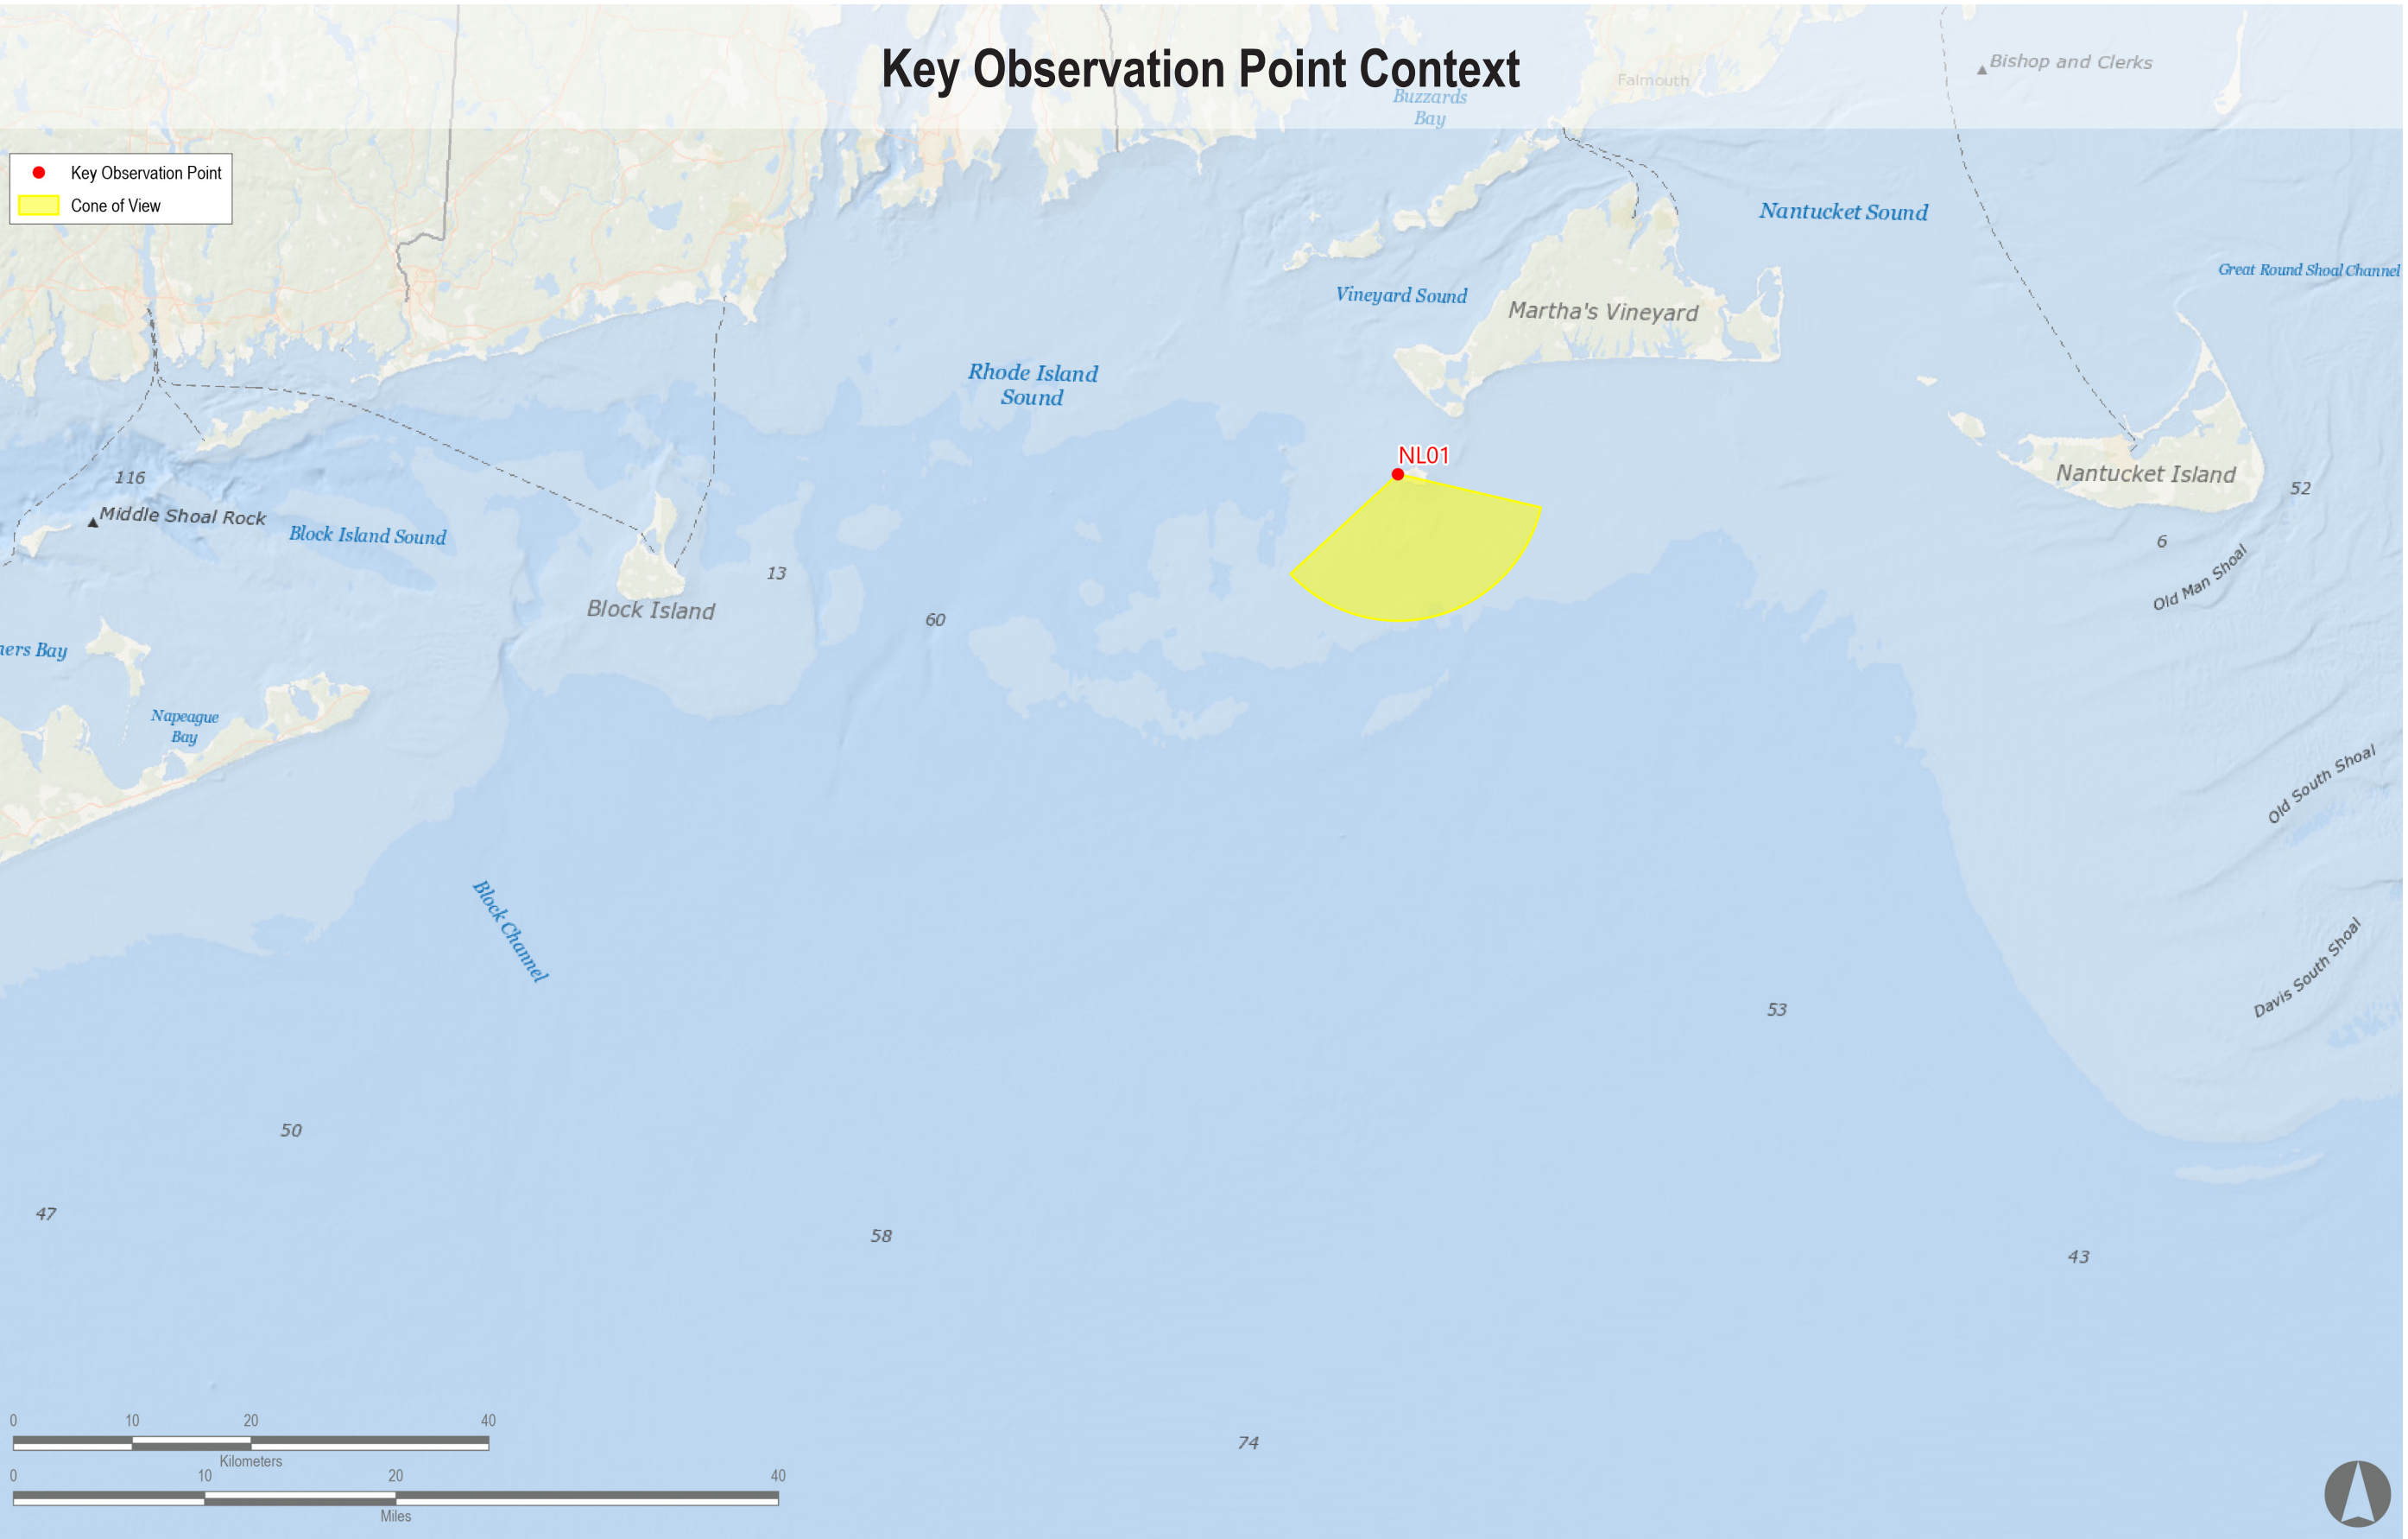 Key Observation Point Context
Bishop and Clerks
Falmouth
Buzzards
Bay
Key Observation Point
Cone of View
Nantucket Sound
Great Round Shoal Channel
Vineyard Sound
Martha's Vineyard
Rhode Island
Sound
NL01
116
Nantucket Island
52
Middle Shoal Rock
Block Island Sound
6
13
Old Man Shoal
Block Island
60
ners Bay
Napeague
Bay
Old South Shoal
Block Channel
Davis South Shoal
53
50
47
58
43
0 10 20 40
Kilometers
74
0 10 20 40
Miles